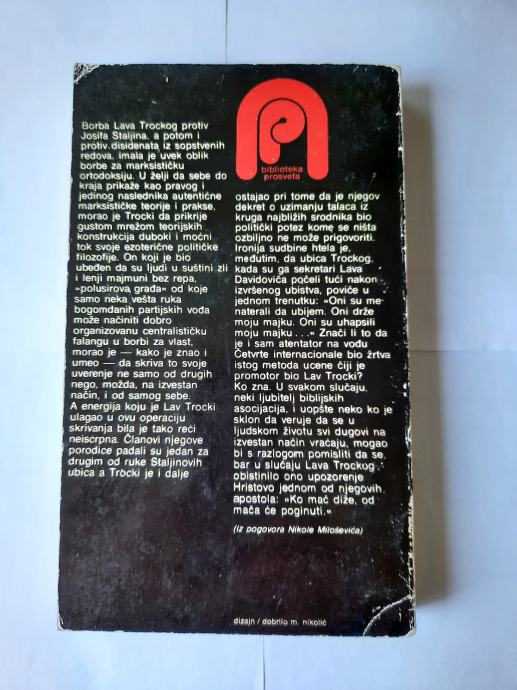 Borba Lava Trockog protiv
Josifa Staljina, a potom i
protiv disidenata iz sopstvenih
redova, imala je uvek oblik
borbe za marksističku
ortodoksiju. U želji da sebe do
kraja prikaže kao pravog i
jedinog naslednika autentične
marksističke teorije i prakse,
morao je Trocki da prikrije
gustom mrežom teorijskih
konstrukcija duboki i moćni
tok svoje ezoterične političke
filozofije. On koji je bio
ubeđen da su ljudi u suštini zli
i lenji majmuni bez repa,
»polusirova građa« od koje
samo neka vešta ruka
bogomdanih partijskih vođa
može načiniti dobro
organizovanu centralističku
falangu u borbi za vlast,
morao je — kako je znao i
umeo — da skriva to svoje
uverenje ne samo od drugih
nego, možda, na izvestan
način, i od samog sebe.
A energija koju je Lav Trocki
ulagao u ovu operaciju
skrivanja bila je tako reći
neiscrpna. Članovi njegove
porodice padali su jedan za
drugim od ruke Staljinovih
ubica a Trocki je i dalje
biblioteka
prosveta
ostajao pri tome da je njegov
dekret o uzimanju talaca iz
kruga najbližih srodnika bio
politički potez kome se ništa
ozbiljno ne može prigovoriti.
Ironija sudbine htela je,
međutim, da ubica Trockog,
kada su ga sekretari Lava
Davidoviča počeli tući nakon
izvršenog ubistva, poviče u
jednom trenutku: »Oni su me na-
terali da ubijem. Oni drže
moju majku. Oni su uhapsili
moju majku . . .« Znači li to da
je i sam atentator na vođu
Četvrte internacionale bio žrtva
istog metoda ucene čiji je
promotor bio Lav Trocki?
Ko zna. U svakom slučaju,
neki ljubitelj biblijskih
asocijacija, i uopšte neko ko je
sklon da veruje da se u
ljudskom životu svi dugovi na
izvestan način vraćaju, mogao
bi s razlogom pomisliti da se,
bar u slučaju Lava Trockog
obistinilo ono upozorenje
Hristovo jednom od njegovih
apostola: »Ko mač diže, od
mača će poginuti.«
(Iz pogovora Nikole Miloševića)
dizajn / dobrilo m. nikolić